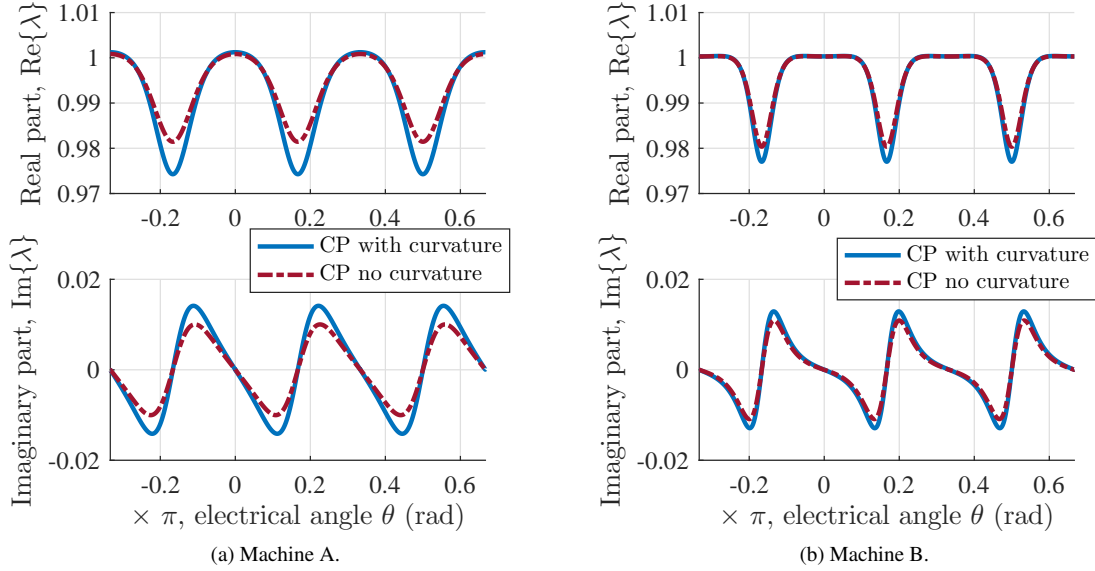 1.01
1
0.99
0.98
0.97
Real part, Re{λ}
-0.2 0 0.2 0.4 0.6
CP with curvature
CP no curvature
0.02
0
-0.02
Imaginary part, Im{λ}
-0.2 0 0.2 0.4 0.6
× π, electrical angle θ (rad)
(a) Machine A.
1.01
1
0.99
0.98
0.97
Real part, Re{λ}
-0.2 0 0.2 0.4 0.6
CP with curvature
CP no curvature
0.02
0
-0.02
Imaginary part, Im{λ}
-0.2 0 0.2 0.4 0.6
× π, electrical angle θ (rad)
(b) Machine B.